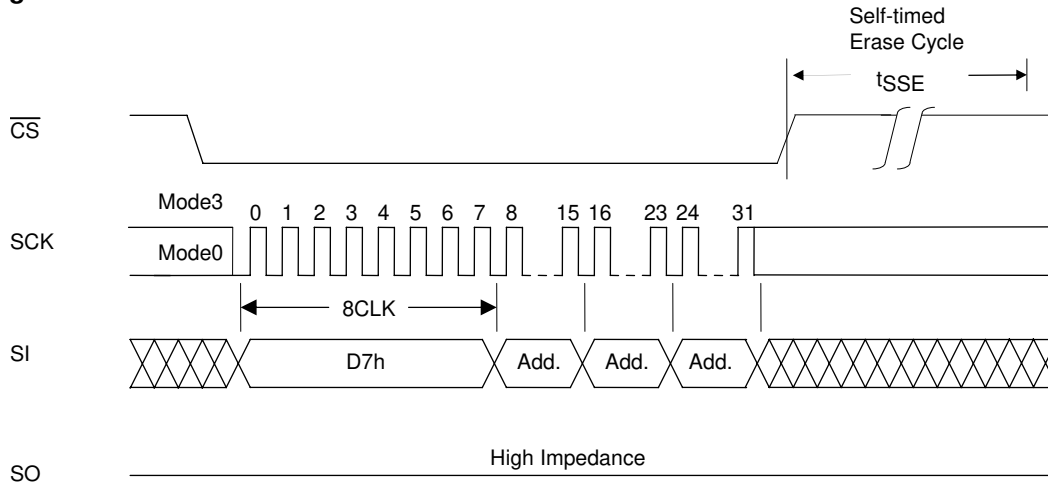 Self-timed
Erase Cycle
tSSE
CS
Mode3
0 1 2 3 4 5 6 7 8 15 16 23 24 31
SCK
Mode0
8CLK
SI
D7h
Add.
Add.
Add.
High Impedance
SO